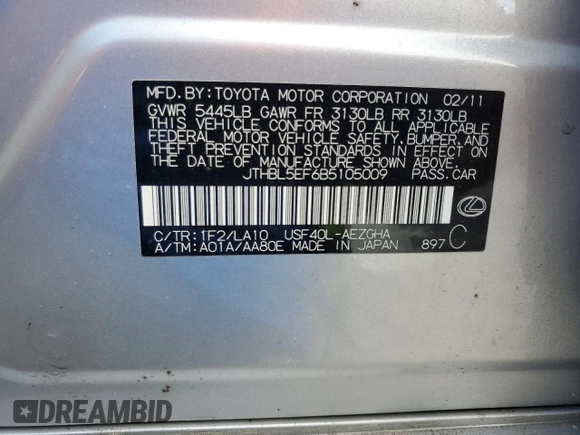 MFD.BY:TOYOTA MOTOR CORPORATION 02/11
GVWR 5445LB GAWR FR 3130LB RR 3130LB
THIS VEHICLE CONFORMS TO ALL APPLICABLE
FEDERAL MOTOR VEHICLE SAFETY, BUMPER, AND
THEFT PREVENTION STANDARDS IN EFFECT ON
THE DATE OF MANUFACTURE SHOWN ABOVE.
JTHBL5EF6B5105009 PASS.CAR
C/TR:1F2/LA10 USF40L-AEZGHA
A/TM:A01A/AA80E MADE IN JAPAN 897 C
DREAMBID